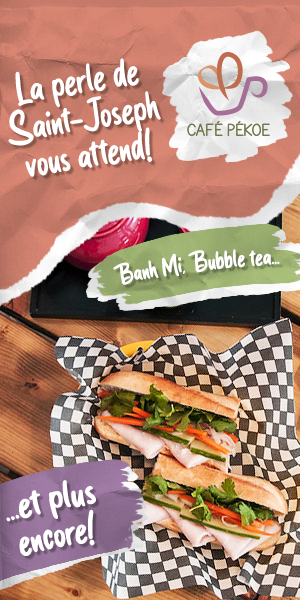 La perle de
Saint-Joseph
vous attend!
CAFÉ PÉKOE
Banh Mi, Bubble tea...
...et plus
encore!